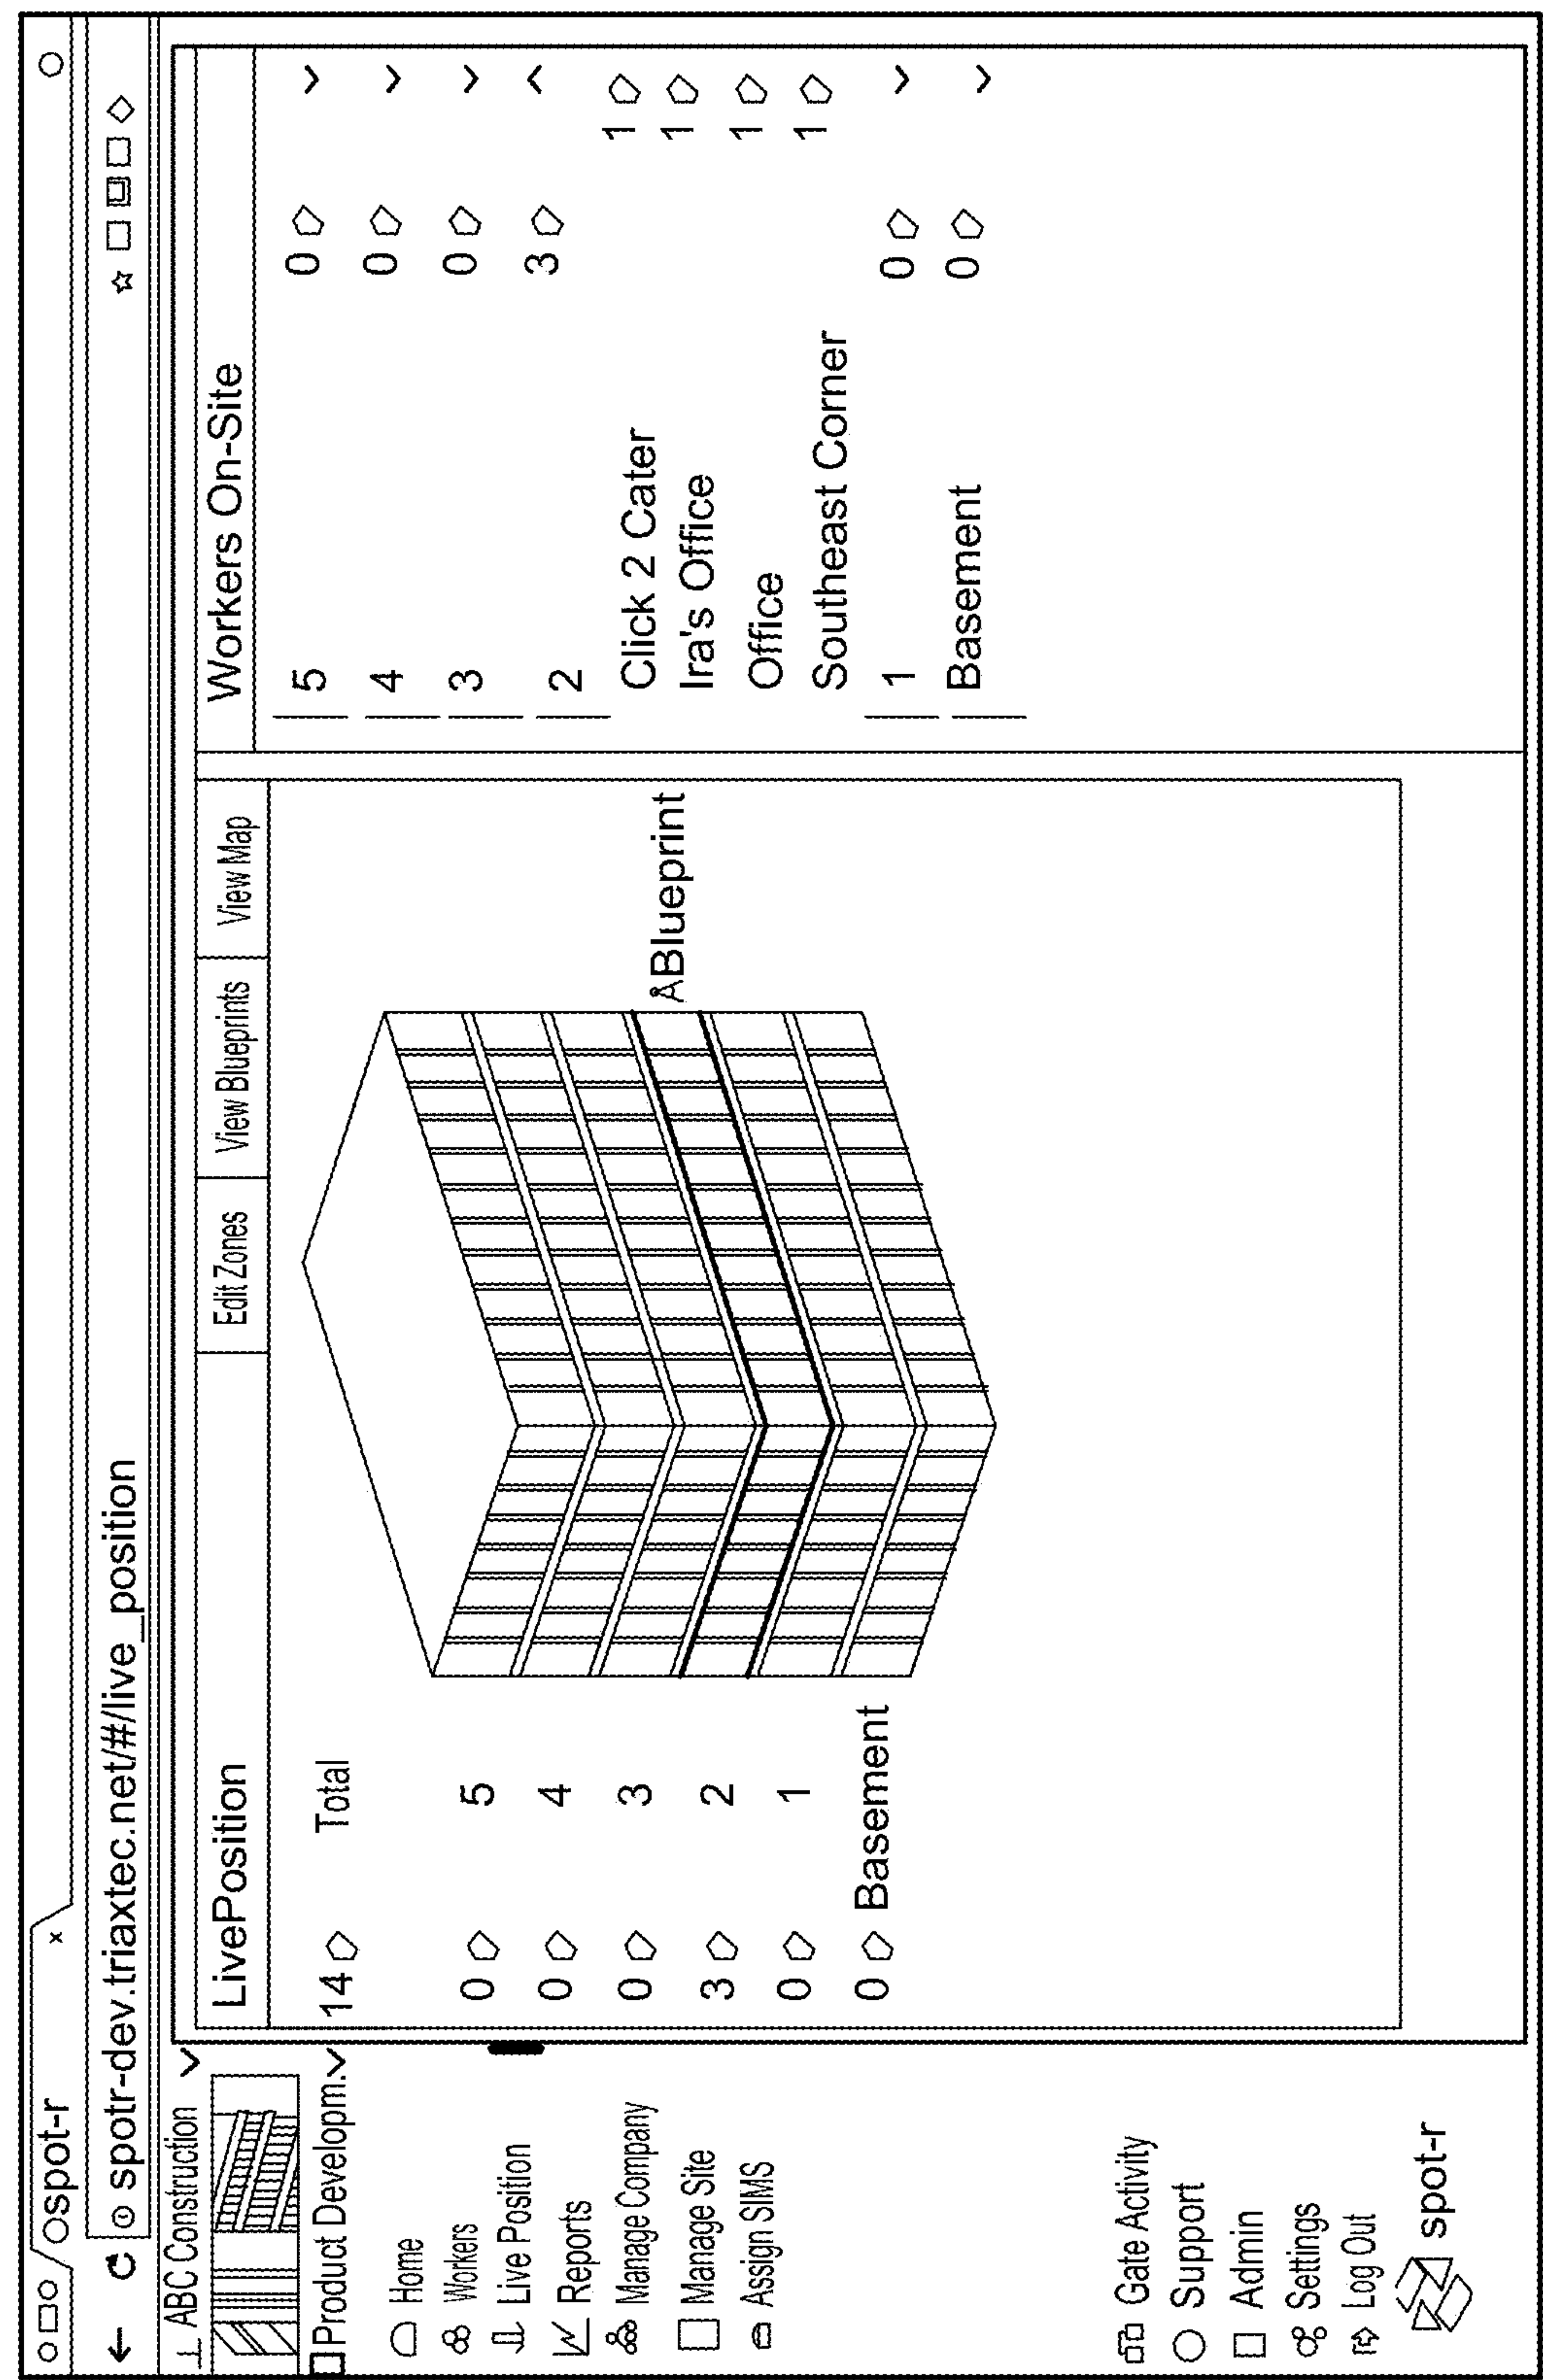 spot-r
spotr-dev.triaxtec.net/#/live_position
ABC Construction
Product Developm.
Home
Workers
Live Position
Reports
Manage Company
Manage Site
Assign SIMS
Gate Activity
Support
Admin
Settings
Log Out
spot-r
LivePosition
Edit Zones
View Blueprints
View Map
14 Total
0 5
0 4
0 3
3 2
0 1
0 Basement
ÅBlueprint
Workers On-Site
5 0
4 0
3 0
2 3
Click 2 Cater 1
Ira's Office 1
Office 1
Southeast Corner 1
1 0
Basement 0